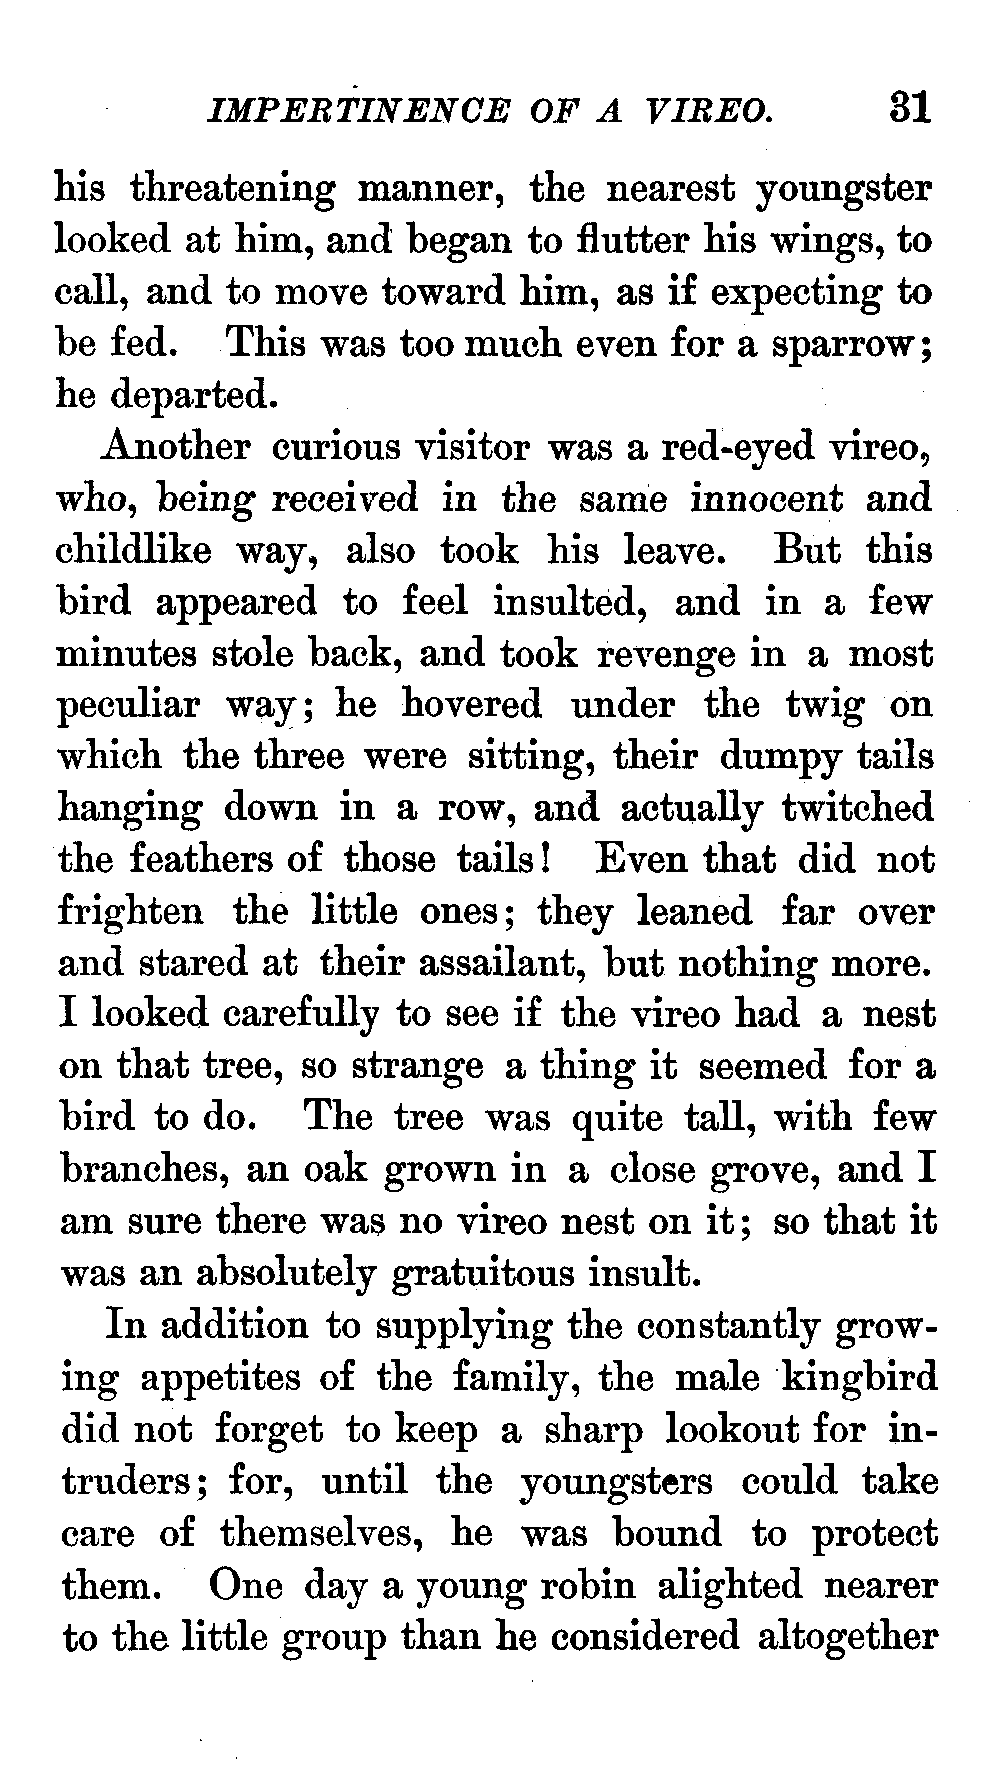 IMPERTINENCE OF A VIREO. 31
his threatening manner, the nearest youngster
looked at him, and began to flutter his wings, to
call, and to move toward him, as if expecting to
be fed. This was too much even for a sparrow;
he departed.
Another curious visitor was a red-eyed vireo,
who, being received in the same innocent and
childlike way, also took his leave. But this
bird appeared to feel insulted, and in a few
minutes stole back, and took revenge in a most
peculiar way; he hovered under the twig on
which the three were sitting, their dumpy tails
hanging down in a row, and actually twitched
the feathers of those tails! Even that did not
frighten the little ones; they leaned far over
and stared at their assailant, but nothing more.
I looked carefully to see if the vireo had a nest
on that tree, so strange a thing it seemed for a
bird to do. The tree was quite tall, with few
branches, an oak grown in a close grove, and I
am sure there was no vireo nest on it; so that it
was an absolutely gratuitous insult.
In addition to supplying the constantly grow-
ing appetites of the family, the male kingbird
did not forget to keep a sharp lookout for in-
truders; for, until the youngsters could take
care of themselves, he was bound to protect
them. One day a young robin alighted nearer
to the little group than he considered altogether